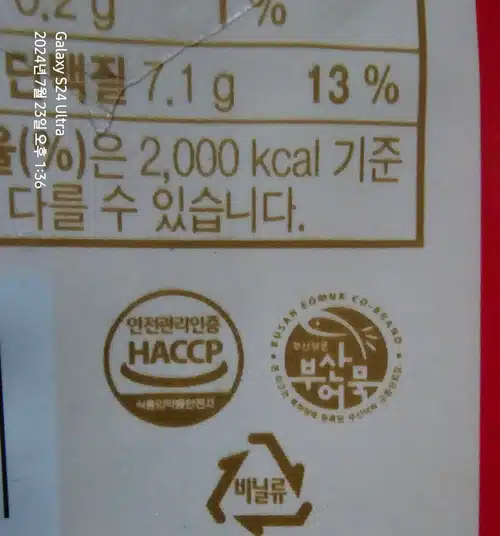 0.2 g 1 %
단백질 7.1 g 13 %
율(%)은 2,000 kcal 기준
다를 수 있습니다.
Galaxy S24 Ultra
2024년 7월 23일 오후 1:36
안전관리인증
HACCP
식품의약품안전처
BUSAN EOMUK CO-BRAND
부산
어묵
비닐류